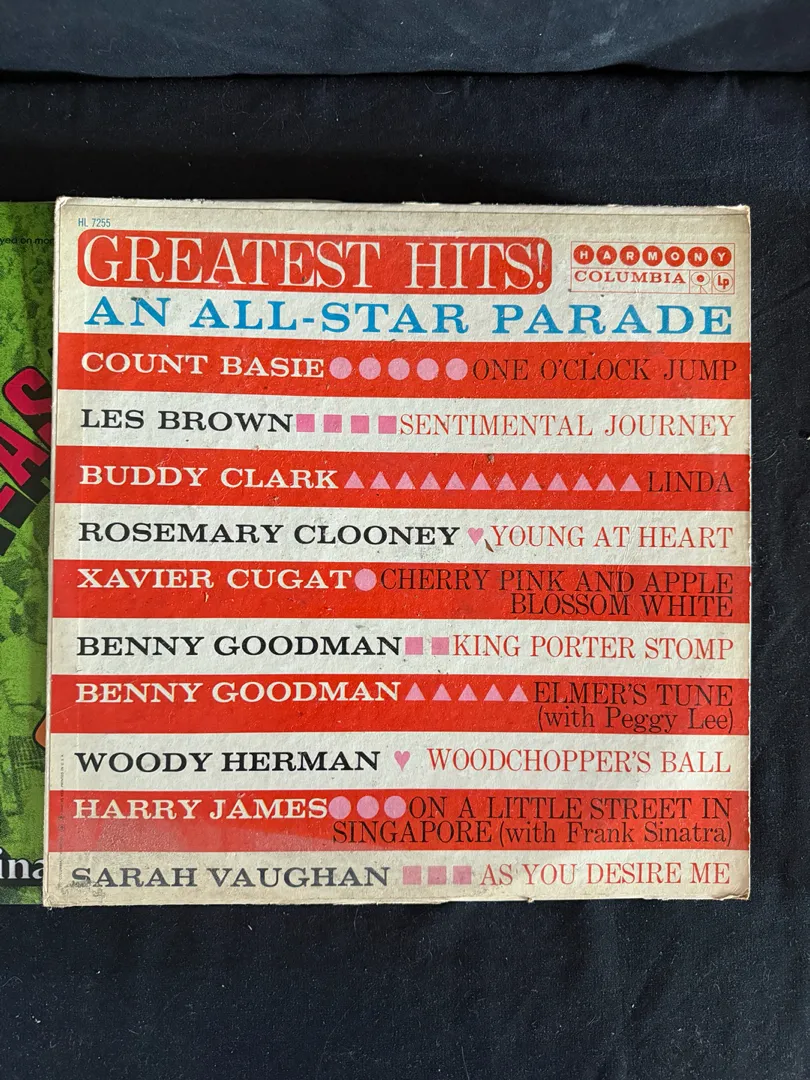 HL 7255
GREATEST HITS!
HARMONY
COLUMBIA Lp
AN ALL-STAR PARADE
COUNT BASIE ONE O'CLOCK JUMP
LES BROWN SENTIMENTAL JOURNEY
BUDDY CLARK LINDA
ROSEMARY CLOONEY YOUNG AT HEART
XAVIER CUGAT CHERRY PINK AND APPLE
BLOSSOM WHITE
BENNY GOODMAN KING PORTER STOMP
BENNY GOODMAN ELMER'S TUNE
(with Peggy Lee)
WOODY HERMAN WOODCHOPPER'S BALL
HARRY JAMES ON A LITTLE STREET IN
SINGAPORE (with Frank Sinatra)
SARAH VAUGHAN AS YOU DESIRE ME